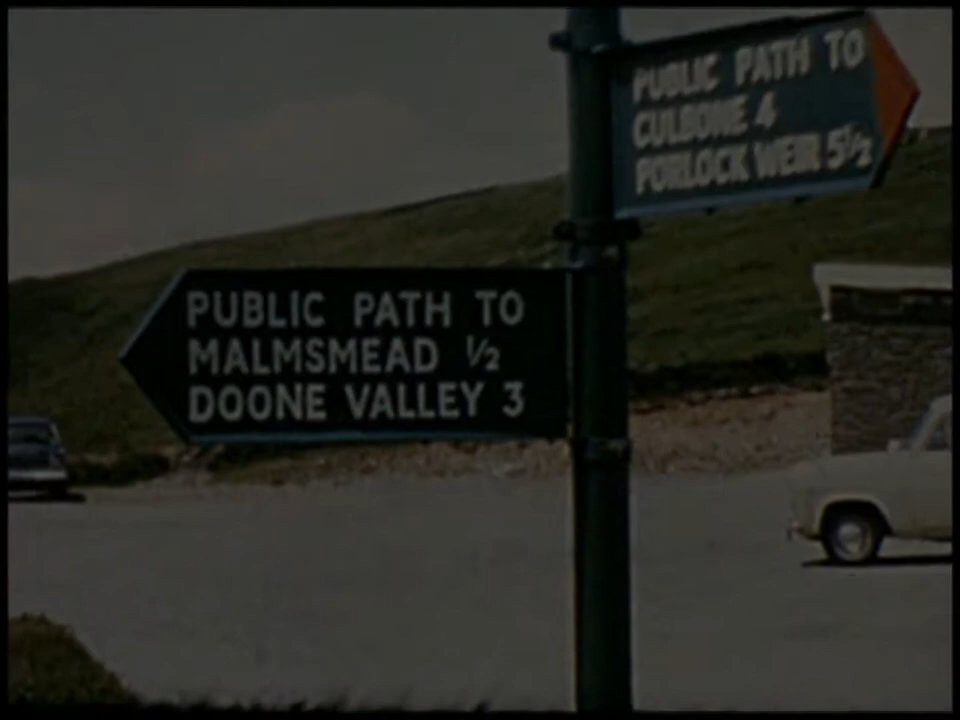 PUBLIC PATH TO
CULBONE 4
PORLOCK WEIR 5½
PUBLIC PATH TO
MALMSMEAD ½
DOONE VALLEY 3